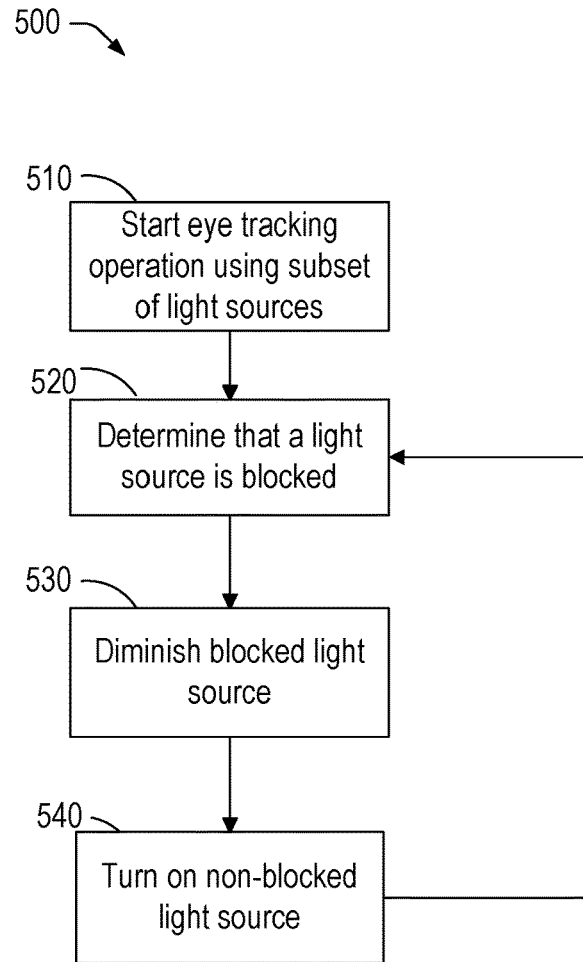 500
510
Start eye tracking
operation using subset
of light sources
520
Determine that a light
source is blocked
530
Diminish blocked light
source
540
Turn on non-blocked
light source